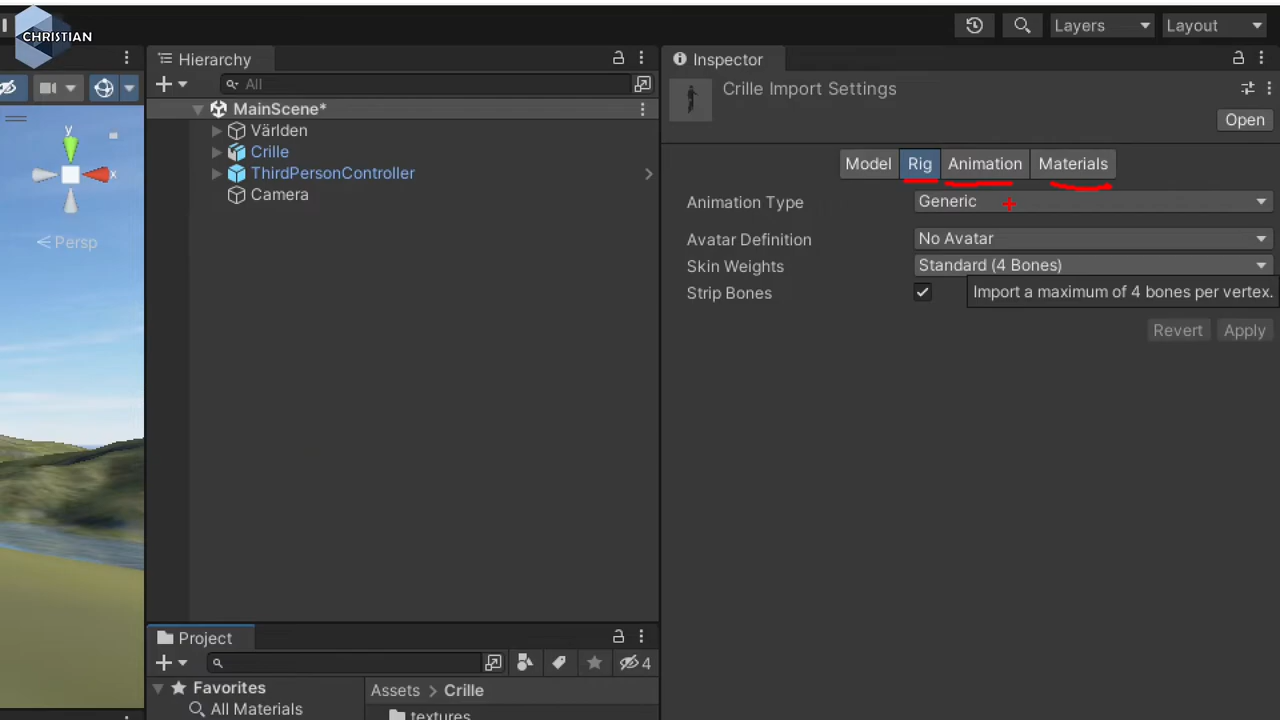 CHRISTIAN
Layers
Layout
Hierarchy
All
MainScene*
Världen
Crille
ThirdPersonController
Camera
y
x
Persp
Project
4
Favorites
All Materials
Assets > Crille
textures
Inspector
Crille Import Settings
Open
Model Rig Animation Materials
Animation Type Generic
Avatar Definition No Avatar
Skin Weights Standard (4 Bones)
Strip Bones
Import a maximum of 4 bones per vertex.
Revert Apply